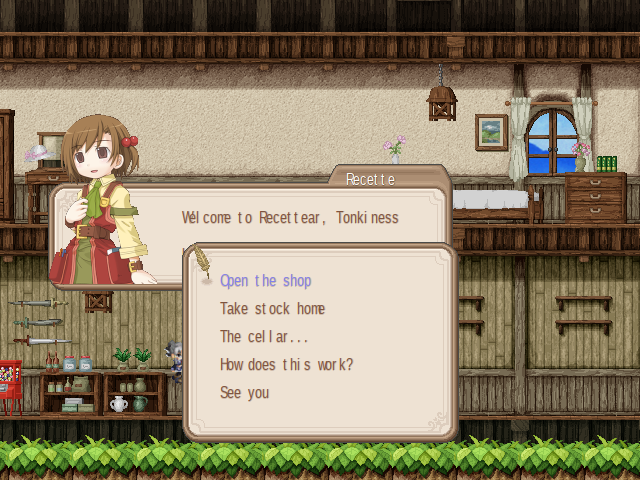 Recette
Welcome to Recettear, Tonkiness
Open the shop
Take stock home
The cellar...
How does this work?
See you